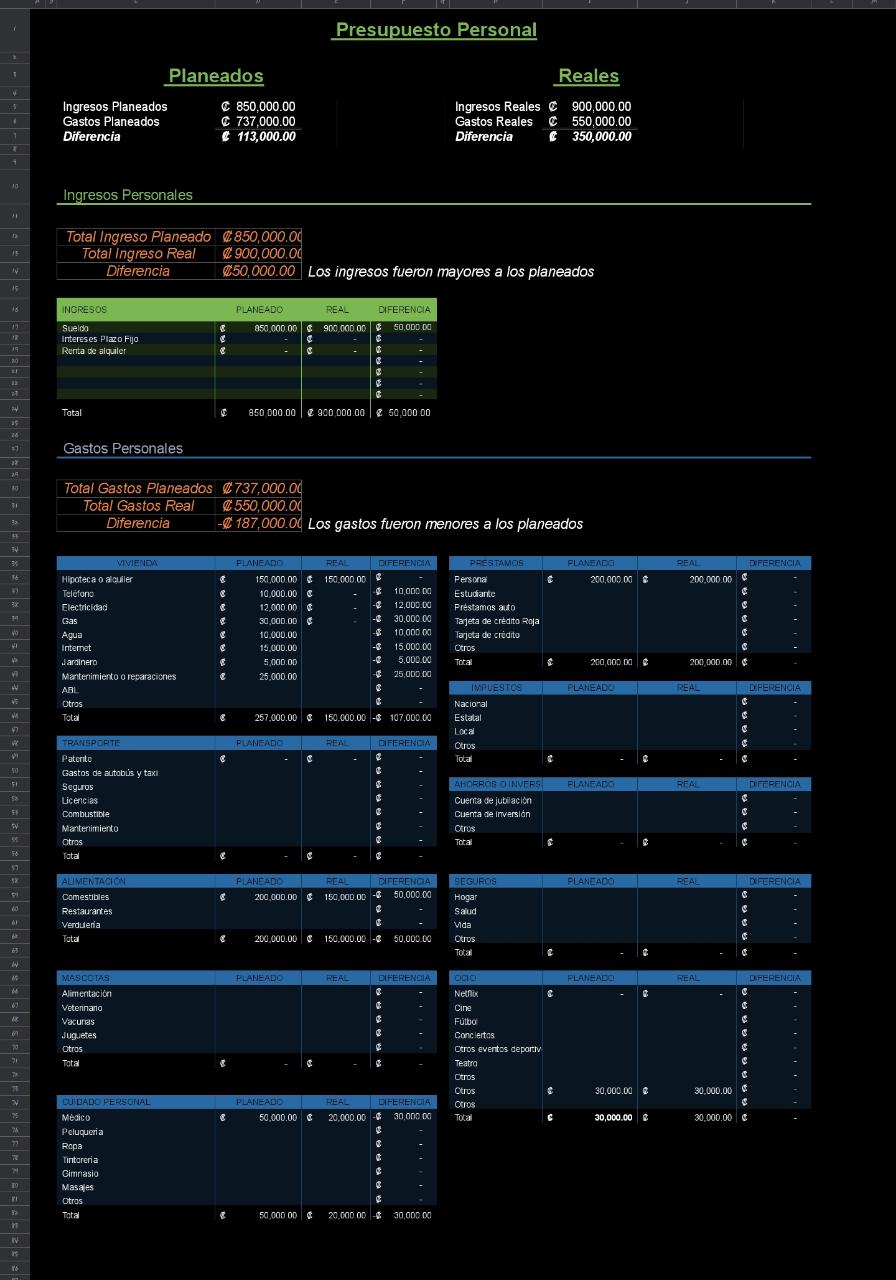 Presupuesto Personal
Planeados Reales
Ingresos Planeados ₡ 850,000.00 Ingresos Reales ₡ 900,000.00
Gastos Planeados ₡ 737,000.00 Gastos Reales ₡ 550,000.00
Diferencia ₡ 113,000.00 Diferencia ₡ 350,000.00
Ingresos Personales
Total Ingreso Planeado ₡850,000.00
Total Ingreso Real ₡900,000.00
Diferencia ₡50,000.00 Los ingresos fueron mayores a los planeados
INGRESOS PLANEADO REAL DIFERENCIA
Sueldo ₡ 850,000.00 ₡ 900,000.00 ₡ 50,000.00
Intereses Plazo Fijo ₡ - ₡ - ₡ -
Renta de alquiler ₡ - ₡ - ₡ -
₡ -
₡ -
₡ -
₡ -
Total ₡ 850,000.00 ₡ 900,000.00 ₡ 50,000.00
Gastos Personales
Total Gastos Planeados ₡737,000.00
Total Gastos Real ₡550,000.00
Diferencia -₡187,000.00 Los gastos fueron menores a los planeados
VIVIENDA PLANEADO REAL DIFERENCIA
Hipoteca o alquiler ₡ 150,000.00 ₡ 150,000.00 ₡ -
Teléfono ₡ 10,000.00 ₡ - -₡ 10,000.00
Electricidad ₡ 12,000.00 ₡ - -₡ 12,000.00
Gas ₡ 30,000.00 ₡ - -₡ 30,000.00
Agua ₡ 10,000.00 -₡ 10,000.00
Internet ₡ 15,000.00 -₡ 15,000.00
Jardinero ₡ 5,000.00 -₡ 5,000.00
Mantenimiento o reparaciones ₡ 25,000.00 -₡ 25,000.00
ABL ₡ -
Otros ₡ -
Total ₡ 257,000.00 ₡ 150,000.00 -₡ 107,000.00
TRANSPORTE PLANEADO REAL DIFERENCIA
Patente ₡ - ₡ - ₡ -
Gastos de autobús y taxi ₡ -
Seguros ₡ -
Licencias ₡ -
Combustible ₡ -
Mantenimiento ₡ -
Otros ₡ -
Total ₡ - ₡ - ₡ -
ALIMENTACIÓN PLANEADO REAL DIFERENCIA
Comestibles ₡ 200,000.00 ₡ 150,000.00 -₡ 50,000.00
Restaurantes ₡ -
Verdulería ₡ -
Total ₡ 200,000.00 ₡ 150,000.00 -₡ 50,000.00
MASCOTAS PLANEADO REAL DIFERENCIA
Alimentación ₡ -
Veterinario ₡ -
Vacunas ₡ -
Juguetes ₡ -
Otros ₡ -
Total ₡ - ₡ - ₡ -
CUIDADO PERSONAL PLANEADO REAL DIFERENCIA
Médico ₡ 50,000.00 ₡ 20,000.00 -₡ 30,000.00
Peluquería ₡ -
Ropa ₡ -
Tintorería ₡ -
Gimnasio ₡ -
Masajes ₡ -
Otros ₡ -
Total ₡ 50,000.00 ₡ 20,000.00 -₡ 30,000.00
PRÉSTAMOS PLANEADO REAL DIFERENCIA
Personal ₡ 200,000.00 ₡ 200,000.00 ₡ -
Estudiante ₡ -
Préstamos auto ₡ -
Tarjeta de crédito Roja ₡ -
Tarjeta de crédito ₡ -
Otros ₡ -
Total ₡ 200,000.00 ₡ 200,000.00 ₡ -
IMPUESTOS PLANEADO REAL DIFERENCIA
Nacional ₡ -
Estatal ₡ -
Local ₡ -
Otros ₡ -
Total ₡ - ₡ - ₡ -
AHORROS O INVERS PLANEADO REAL DIFERENCIA
Cuenta de jubilación ₡ -
Cuenta de Inversión ₡ -
Otros ₡ -
Total ₡ - ₡ - ₡ -
SEGUROS PLANEADO REAL DIFERENCIA
Hogar ₡ -
Salud ₡ -
Vida ₡ -
Otros ₡ -
Total ₡ - ₡ - ₡ -
OCIO PLANEADO REAL DIFERENCIA
Netflix ₡ - ₡ - ₡ -
Cine ₡ -
Fútbol ₡ -
Conciertos ₡ -
Otros eventos deportiv ₡ -
Teatro ₡ -
Otros ₡ -
Otros ₡ 30,000.00 ₡ 30,000.00 ₡ -
Otros ₡ -
Total ₡ 30,000.00 ₡ 30,000.00 ₡ -